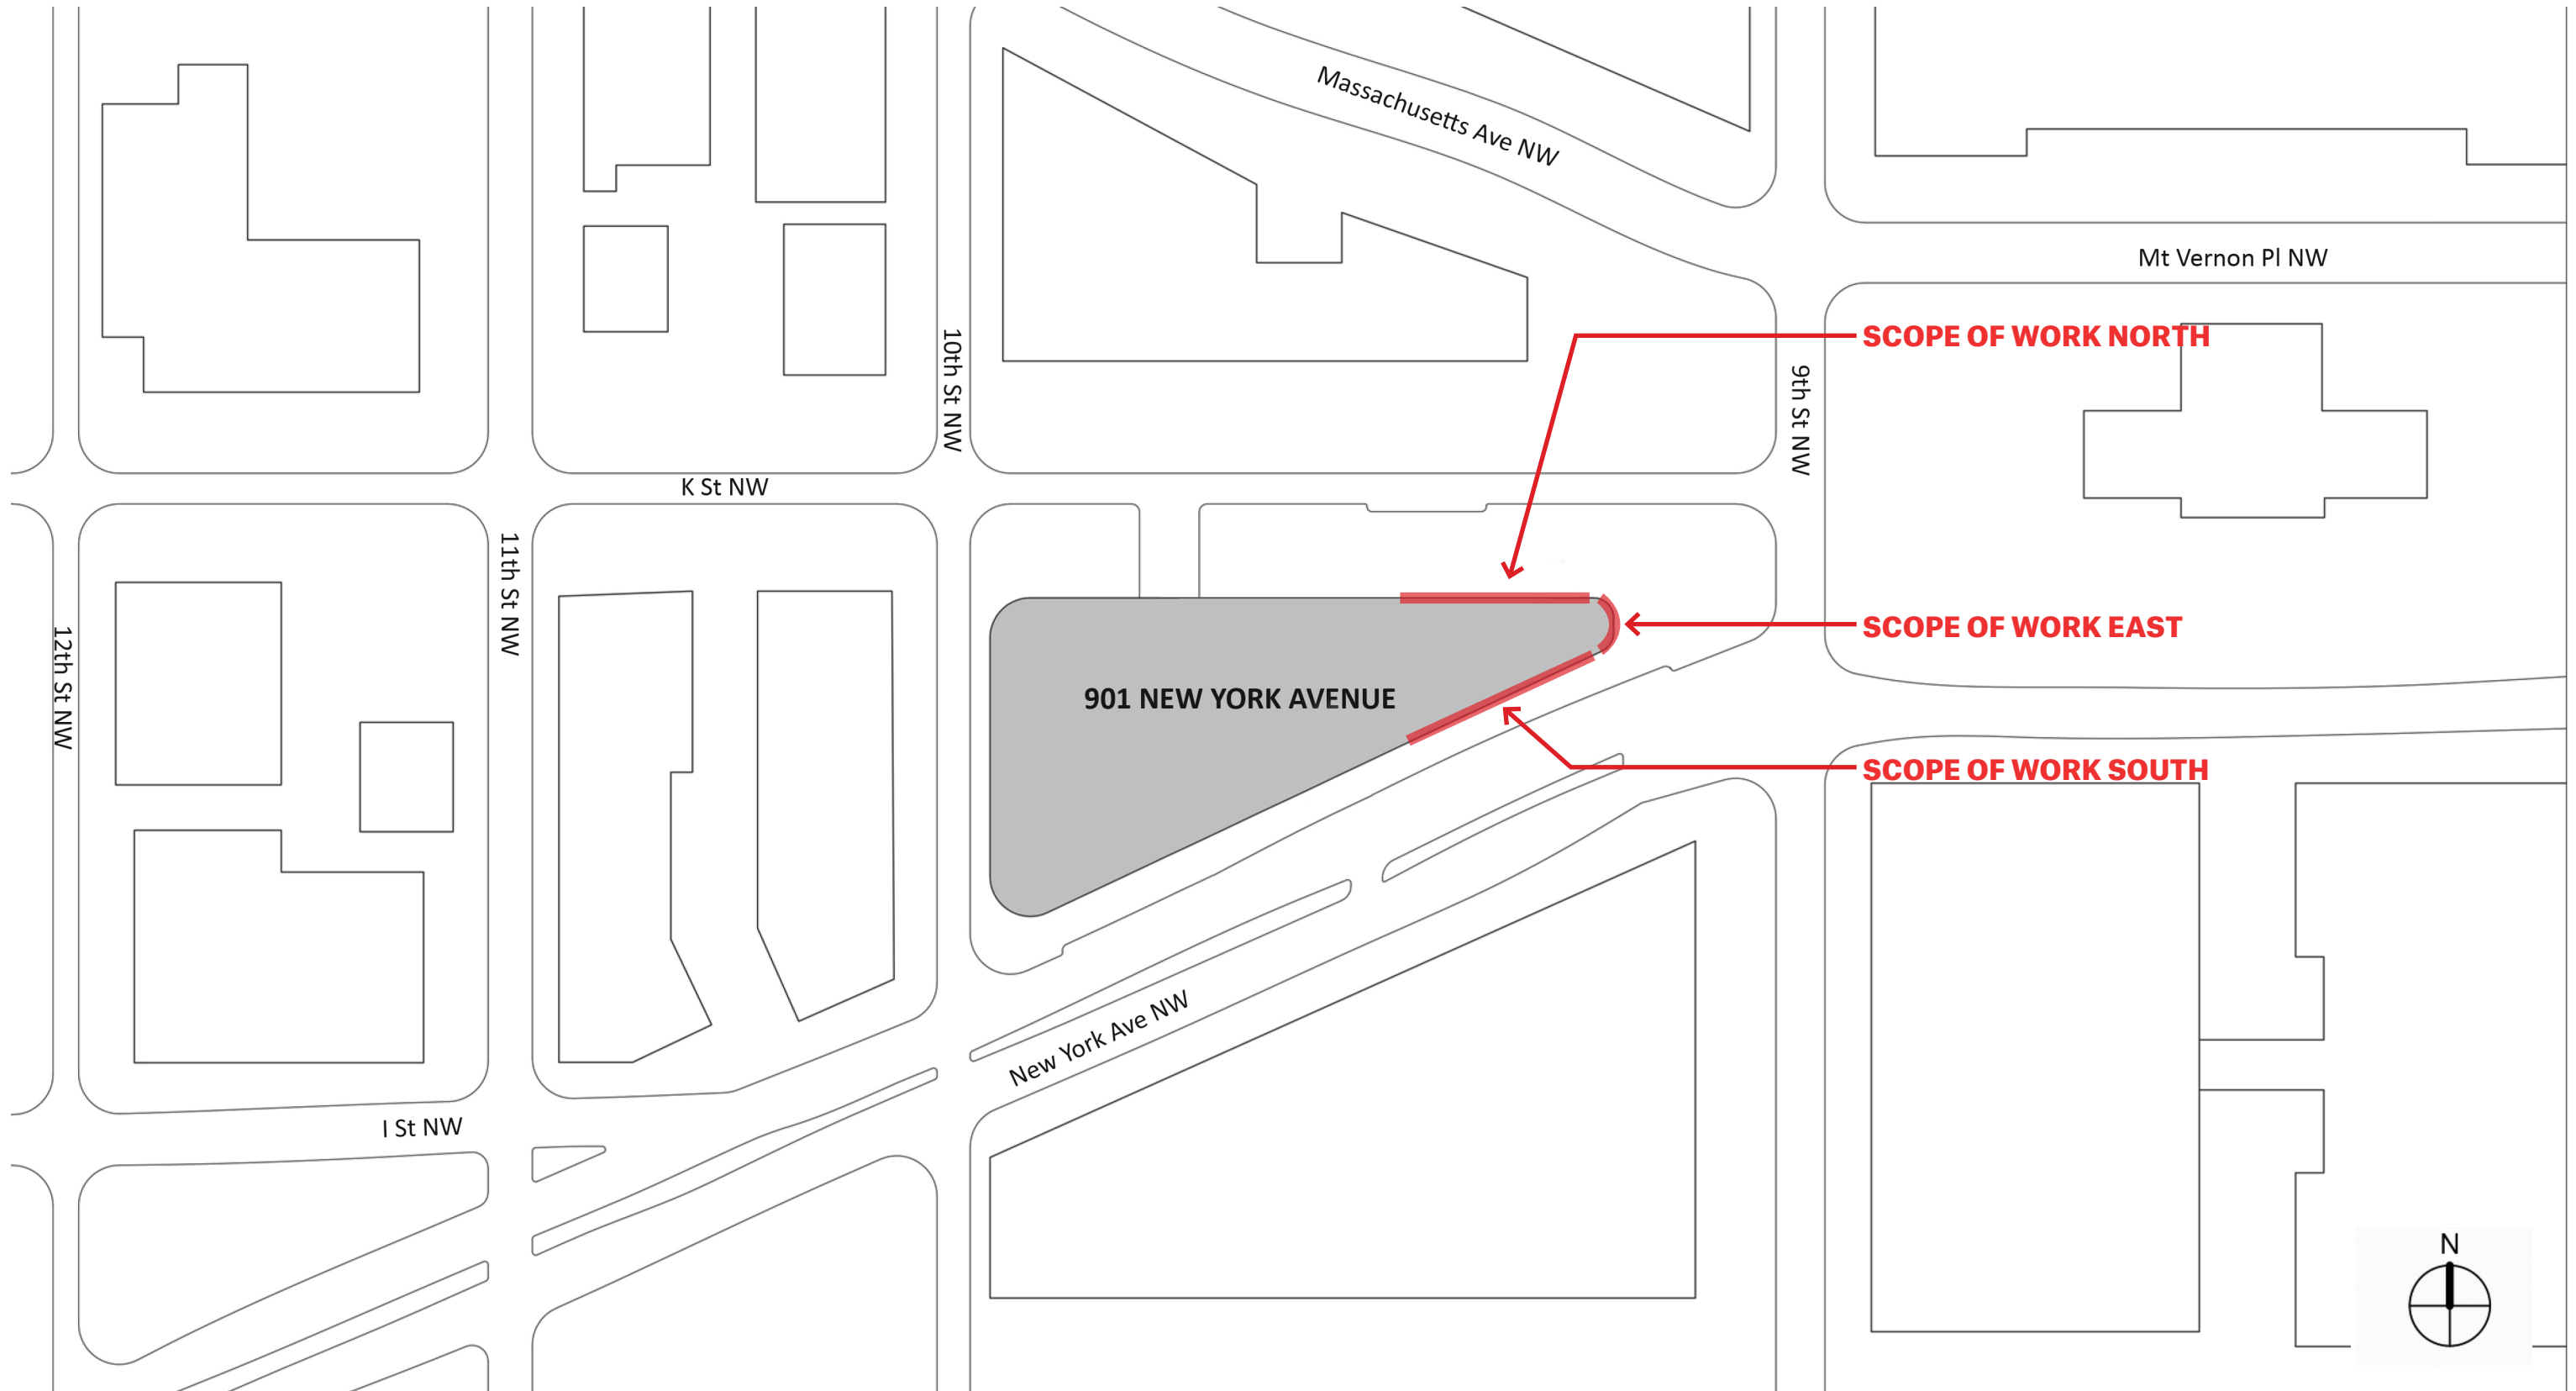 Massachusetts Ave NW
Mt Vernon Pl NW
SCOPE OF WORK NORTH
10th St NW
9th St NW
K St NW
11th St NW
SCOPE OF WORK EAST
12th St NW
901 NEW YORK AVENUE
SCOPE OF WORK SOUTH
New York Ave NW
I St NW
N